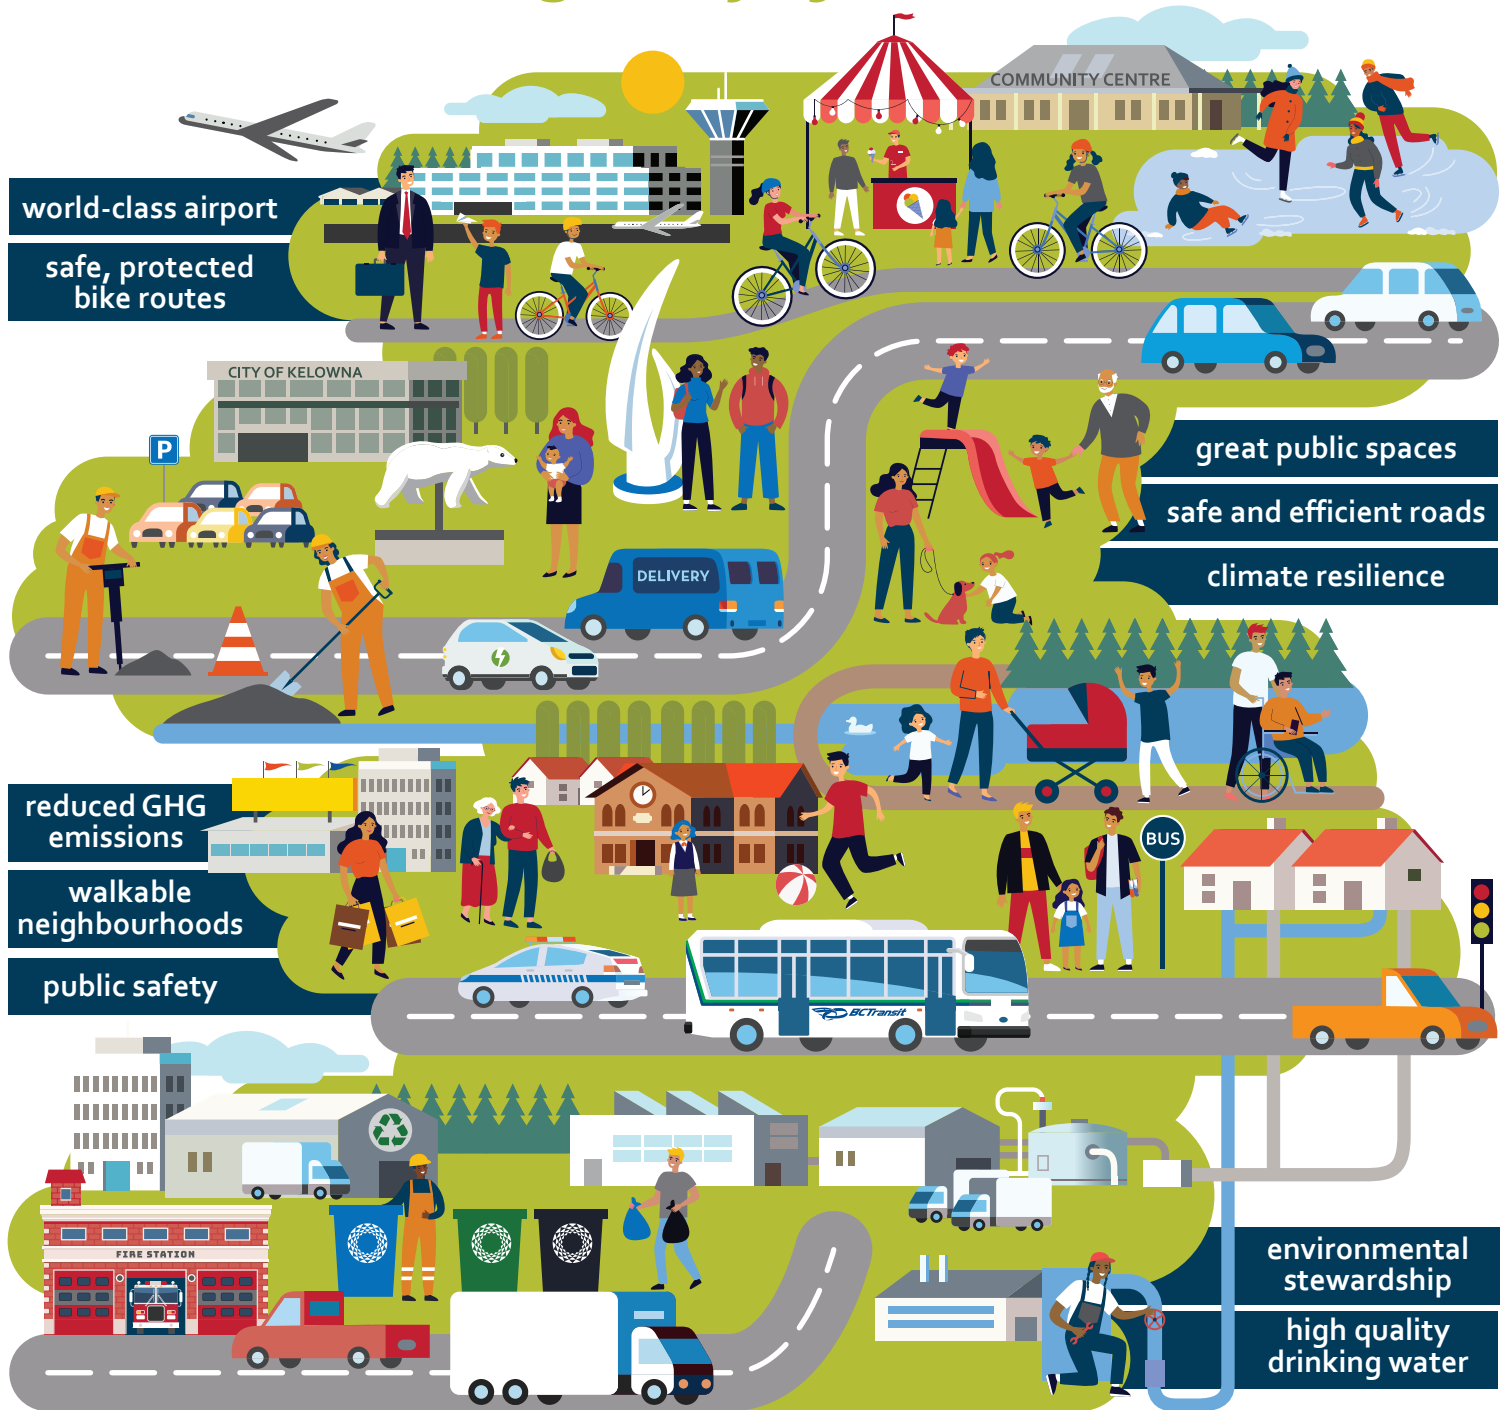 COMMUNITY CENTRE
world-class airport
safe, protected
bike routes
CITY OF KELOWNA
P
great public spaces
safe and efficient roads
climate resilience
DELIVERY
reduced GHG
emissions
walkable
neighbourhoods
public safety
BUS
BCTransit
FIRE STATION
environmental
stewardship
high quality
drinking water